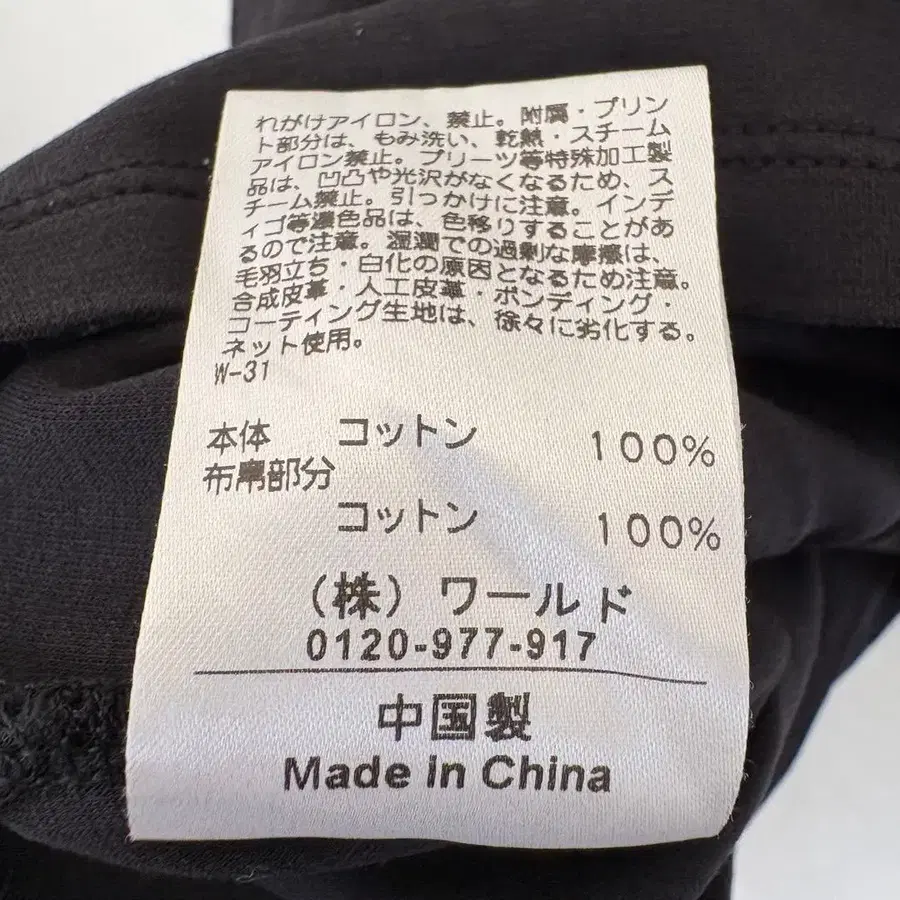 れがけアイロン、禁止。附属・プリン
ト部分は、もみ洗い、乾熱・スチーム
アイロン禁止。プリーツ等特殊加工製
品は、凹凸や光沢がなくなるため、ス
チーム禁止。引っかけに注意。インデ
ィゴ等濃色品は、色移りすることがあ
るので注意。湿潤での過剰な摩擦は、
毛羽立ち・白化の原因となるため注意。
合成皮革・人工皮革・ボンディング・
コーティング生地は、徐々に劣化する。
ネット使用。
W-31
本体 コットン 100%
布帛部分
コットン 100%
(株) ワールド
0120-977-917
中国製
Made in China